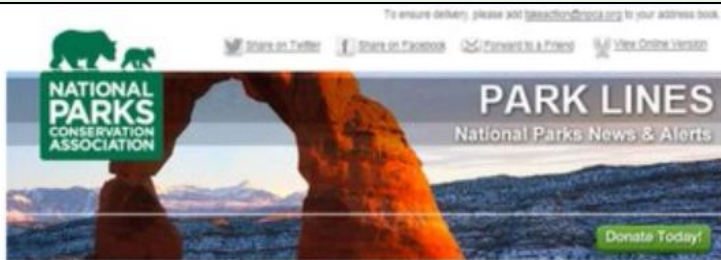 To ensure delivery, please add takeaction@npca.org to your address book.
Share on Twitter
Share on Facebook
Forward to a Friend
View Online Version
NATIONAL
PARKS
CONSERVATION
ASSOCIATION
PARK LINES
National Parks News & Alerts
Donate Today!